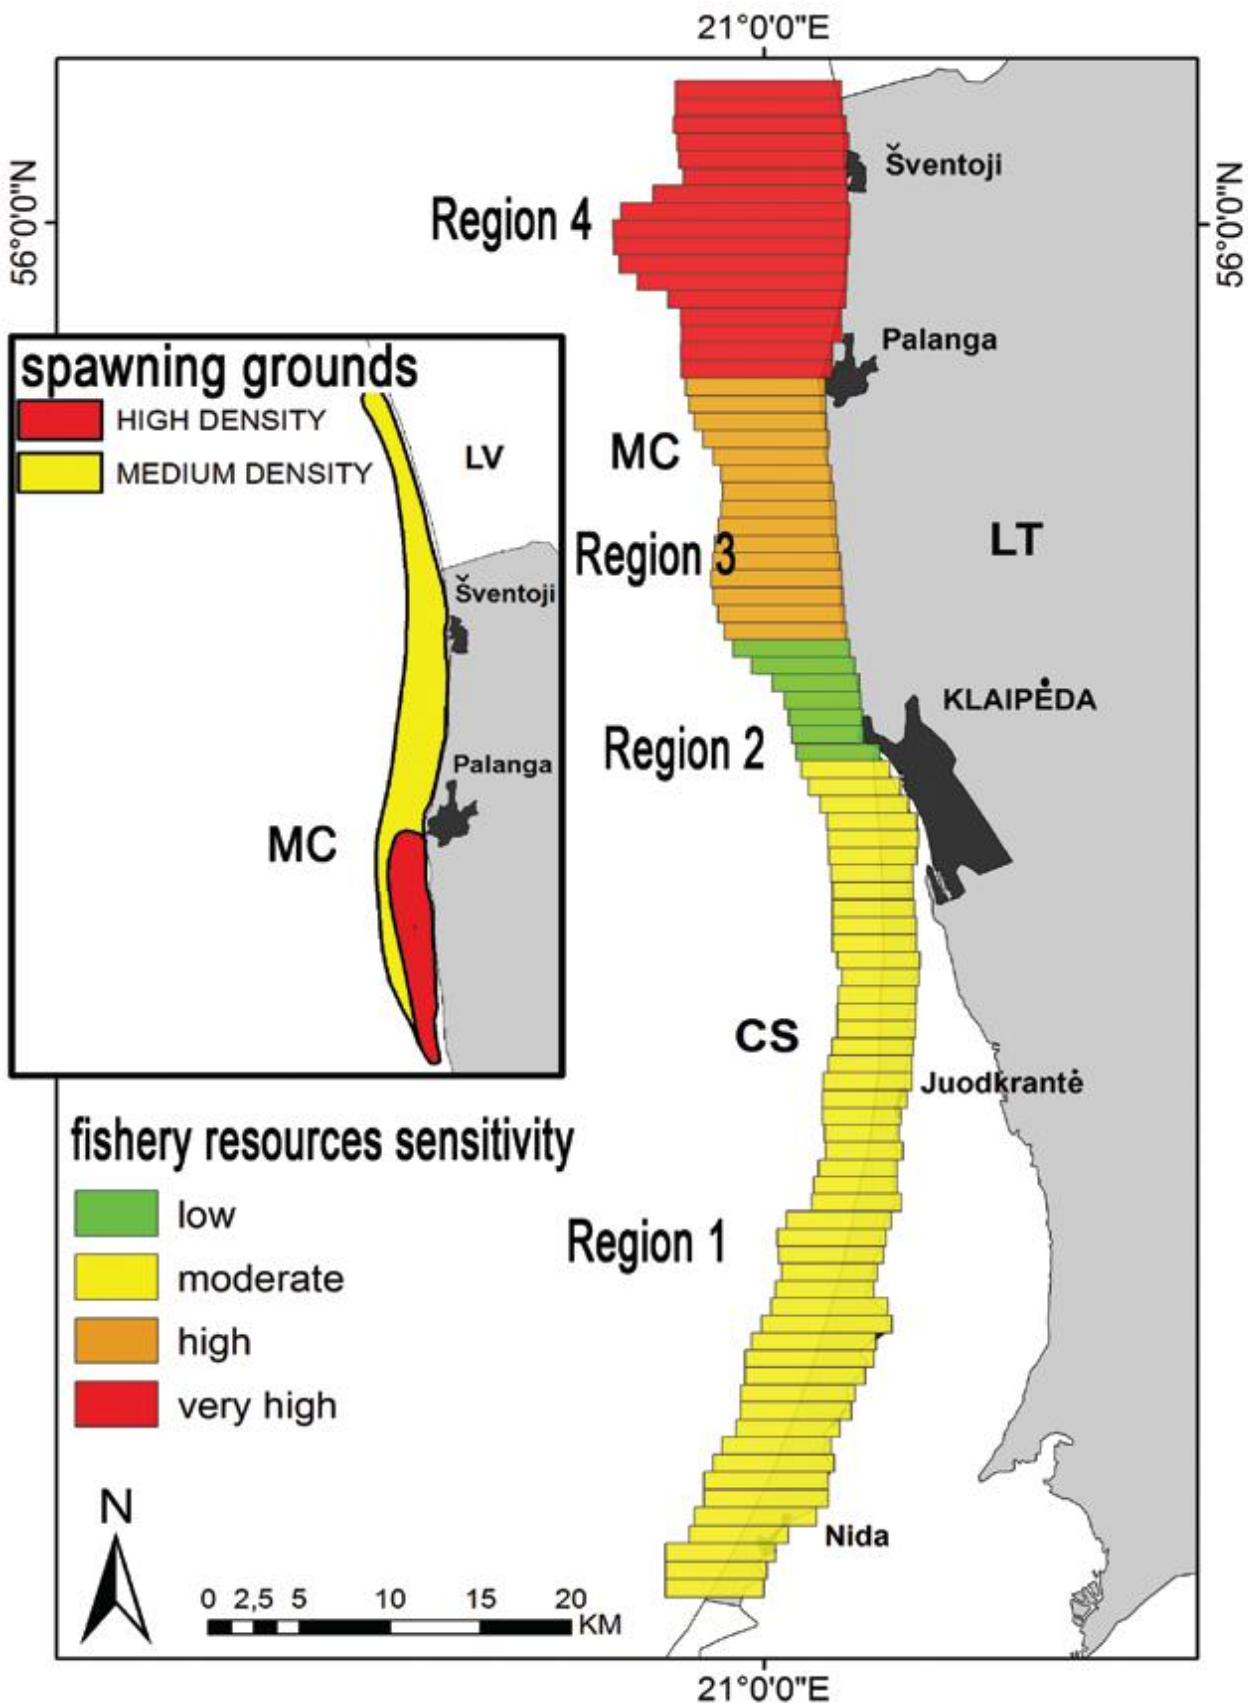 21°0'0"E
56°0'0"N
56°0'0"N
Šventoji
Region 4
Palanga
spawning grounds
HIGH DENSITY
MEDIUM DENSITY
LV
Šventoji
Palanga
MC
MC
LT
Region 3
KLAIPĖDA
Region 2
CS
Juodkrantė
fishery resources sensitivity
low
moderate
high
very high
Region 1
N
Nida
0 2,5 5 10 15 20
KM
21°0'0"E